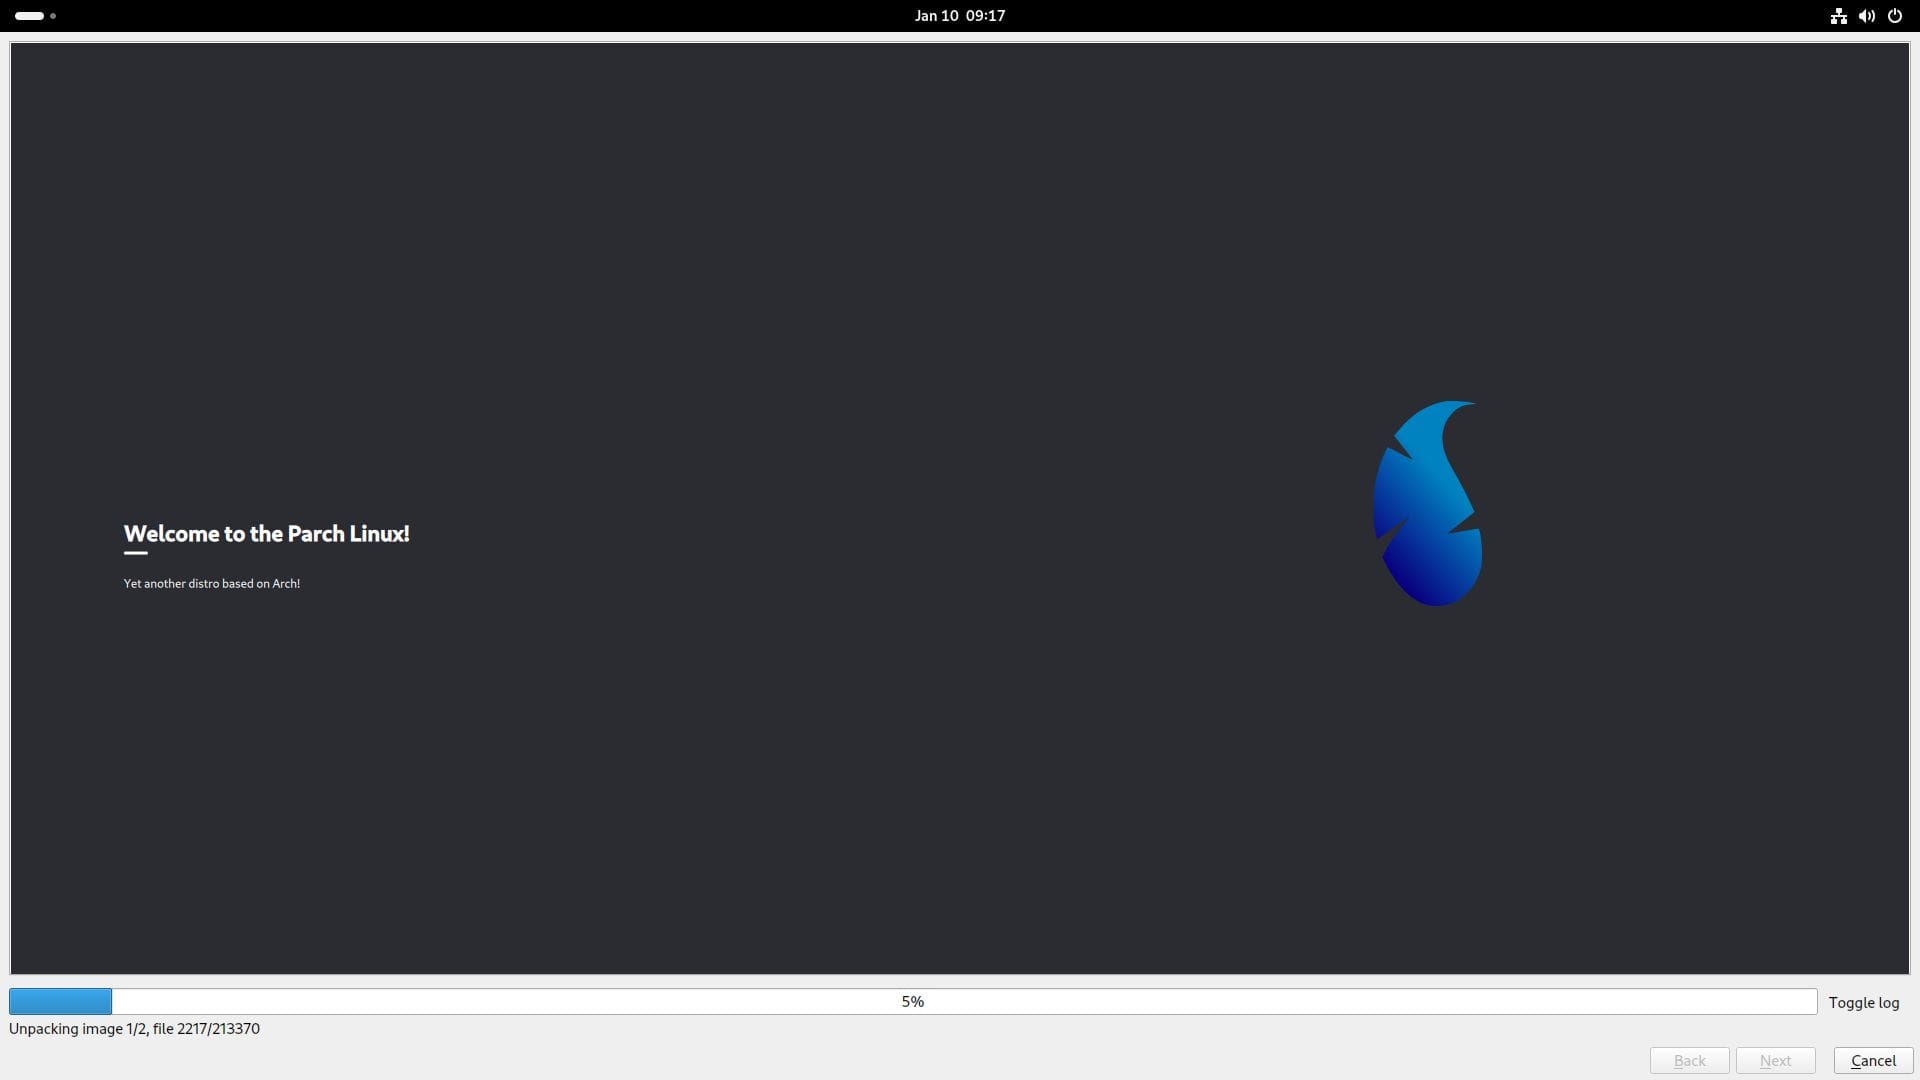 Jan 10 09:17
Welcome to the Parch Linux!
Yet another distro based on Arch!
5%
Toggle log
Unpacking image 1/2, file 2217/213370
Back
Next
Cancel